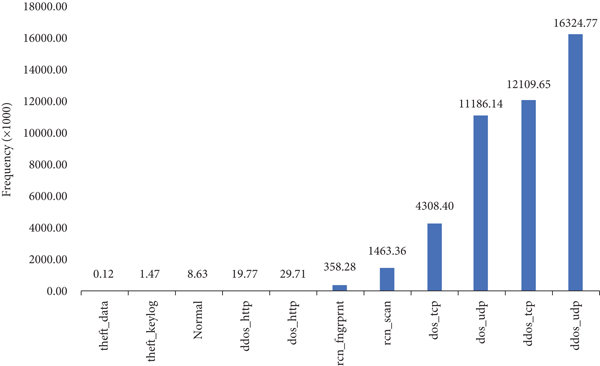 18000.00
16000.00
14000.00
12000.00
10000.00
8000.00
6000.00
4000.00
2000.00
0.00
Frequency (×1000)
0.12
1.47
8.63
19.77
29.71
358.28
1463.36
4308.40
11186.14
12109.65
16324.77
theft_data
theft_keylog
Normal
ddos_http
dos_http
rcn_fngrprnt
rcn_scan
dos_tcp
dos_udp
ddos_tcp
ddos_udp